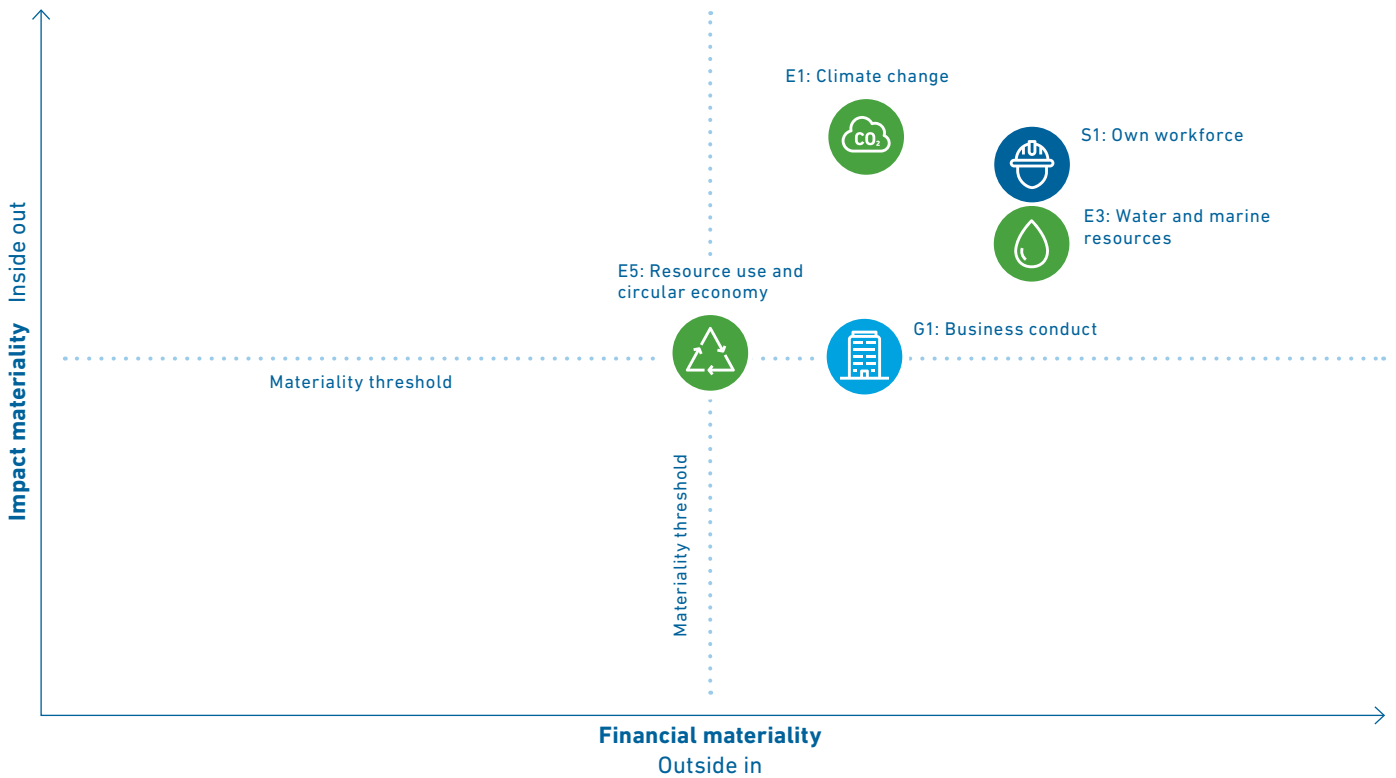 E1: Climate change
CO₂
S1: Own workforce
E3: Water and marine
resources
E5: Resource use and
circular economy
G1: Business conduct
Materiality threshold
Materiality threshold
Impact materiality Inside out
Financial materiality
Outside in